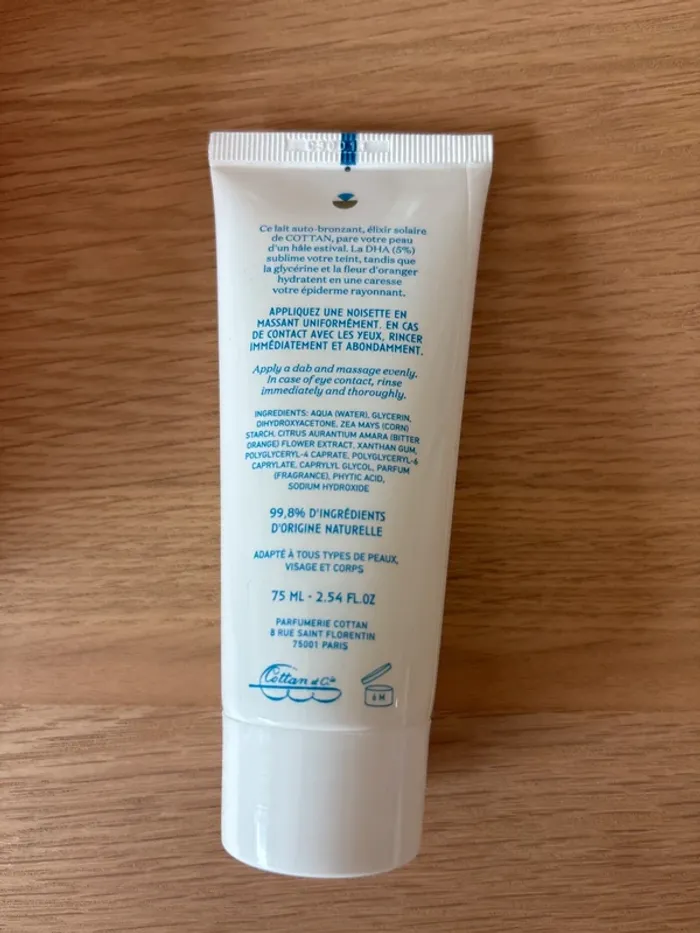 Ce lait auto-bronzant, élixir solaire
de COTTAN, pare votre peau
d'un hâle estival. La DHA (5%)
sublime votre teint, tandis que
la glycérine et la fleur d'oranger
hydratent en une caresse
votre épiderme rayonnant.
APPLIQUEZ UNE NOISETTE EN
MASSANT UNIFORMÉMENT. EN CAS
DE CONTACT AVEC LES YEUX, RINCER
IMMÉDIATEMENT ET ABONDAMMENT.
Apply a dab and massage evenly.
In case of eye contact, rinse
immediately and thoroughly.
INGREDIENTS: AQUA (WATER), GLYCERIN,
DIHYDROXYACETONE, ZEA MAYS (CORN)
STARCH, CITRUS AURANTIUM AMARA (BITTER
ORANGE) FLOWER EXTRACT, XANTHAN GUM,
POLYGLYCERYL-4 CAPRATE, POLYGLYCERYL-6
CAPRYLATE, CAPRYLYL GLYCOL, PARFUM
(FRAGRANCE), PHYTIC ACID,
SODIUM HYDROXIDE
99,8% D'INGRÉDIENTS
D'ORIGINE NATURELLE
ADAPTÉ À TOUS TYPES DE PEAUX,
VISAGE ET CORPS
75 ML - 2.54 FL.OZ
PARFUMERIE COTTAN
8 RUE SAINT FLORENTIN
75001 PARIS
Cottan et Cie
6 M